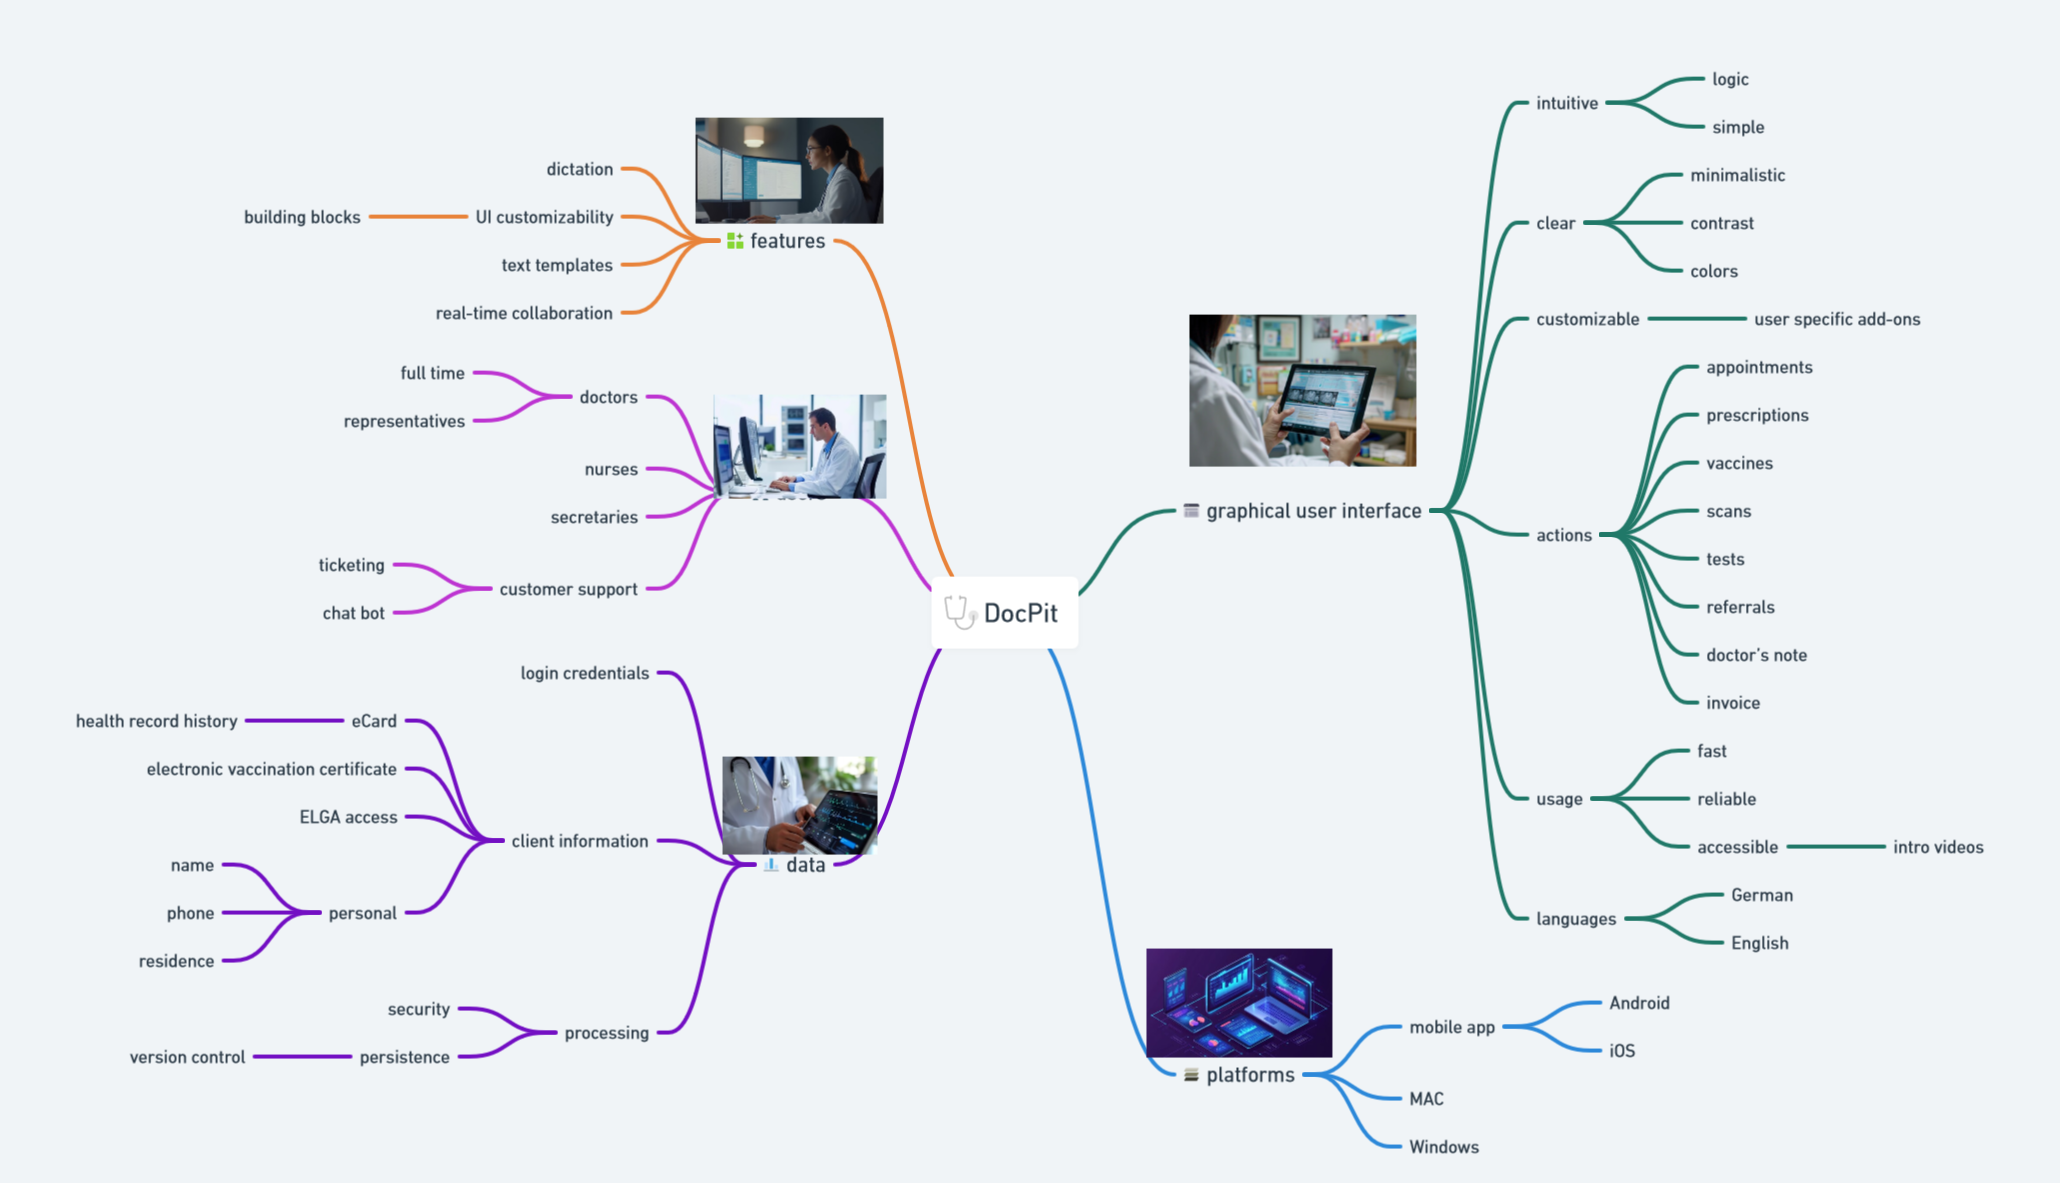 DocPit
features
dictation
UI customizability
building blocks
text templates
real-time collaboration
doctors
full time
representatives
nurses
secretaries
customer support
ticketing
chat bot
data
login credentials
client information
eCard
health record history
electronic vaccination certificate
ELGA access
personal
name
phone
residence
processing
security
persistence
version control
graphical user interface
intuitive
logic
simple
clear
minimalistic
contrast
colors
customizable
user specific add-ons
actions
appointments
prescriptions
vaccines
scans
tests
referrals
doctor's note
invoice
usage
fast
reliable
accessible
intro videos
languages
German
English
platforms
mobile app
Android
iOS
MAC
Windows